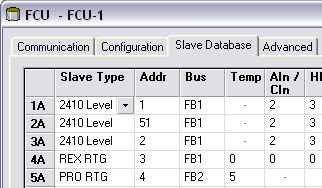 FCU - FCU-1
Communication Configuration Slave Database Advanced
Slave Type Addr Bus Temp AIn / CIn
1A 2410 Level 1 FB1 - 2 3
2A 2410 Level 51 FB1 - 2 3
3A 2410 Level 2 FB1 - 2 3
4A REX RTG 3 FB1 0 0 0
5A PRO RTG 4 FB2 5 -